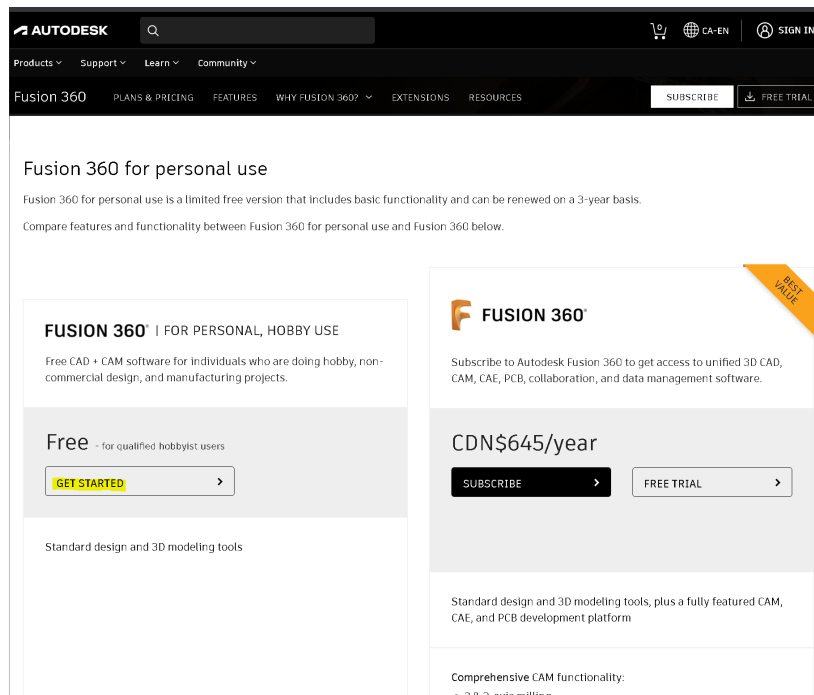 AUTODESK
0
CA-EN
SIGN IN
Products Support Learn Community
Fusion 360 PLANS & PRICING FEATURES WHY FUSION 360? EXTENSIONS RESOURCES SUBSCRIBE FREE TRIAL
Fusion 360 for personal use
Fusion 360 for personal use is a limited free version that includes basic functionality and can be renewed on a 3-year basis.
Compare features and functionality between Fusion 360 for personal use and Fusion 360 below.
FUSION 360® | FOR PERSONAL, HOBBY USE
Free CAD + CAM software for individuals who are doing hobby, non-
commercial design, and manufacturing projects.
Free - for qualified hobbyist users
GET STARTED
Standard design and 3D modeling tools
BEST
VALUE
FUSION 360®
Subscribe to Autodesk Fusion 360 to get access to unified 3D CAD,
CAM, CAE, PCB, collaboration, and data management software.
CDN$645/year
SUBSCRIBE
FREE TRIAL
Standard design and 3D modeling tools, plus a fully featured CAM,
CAE, and PCB development platform
Comprehensive CAM functionality: